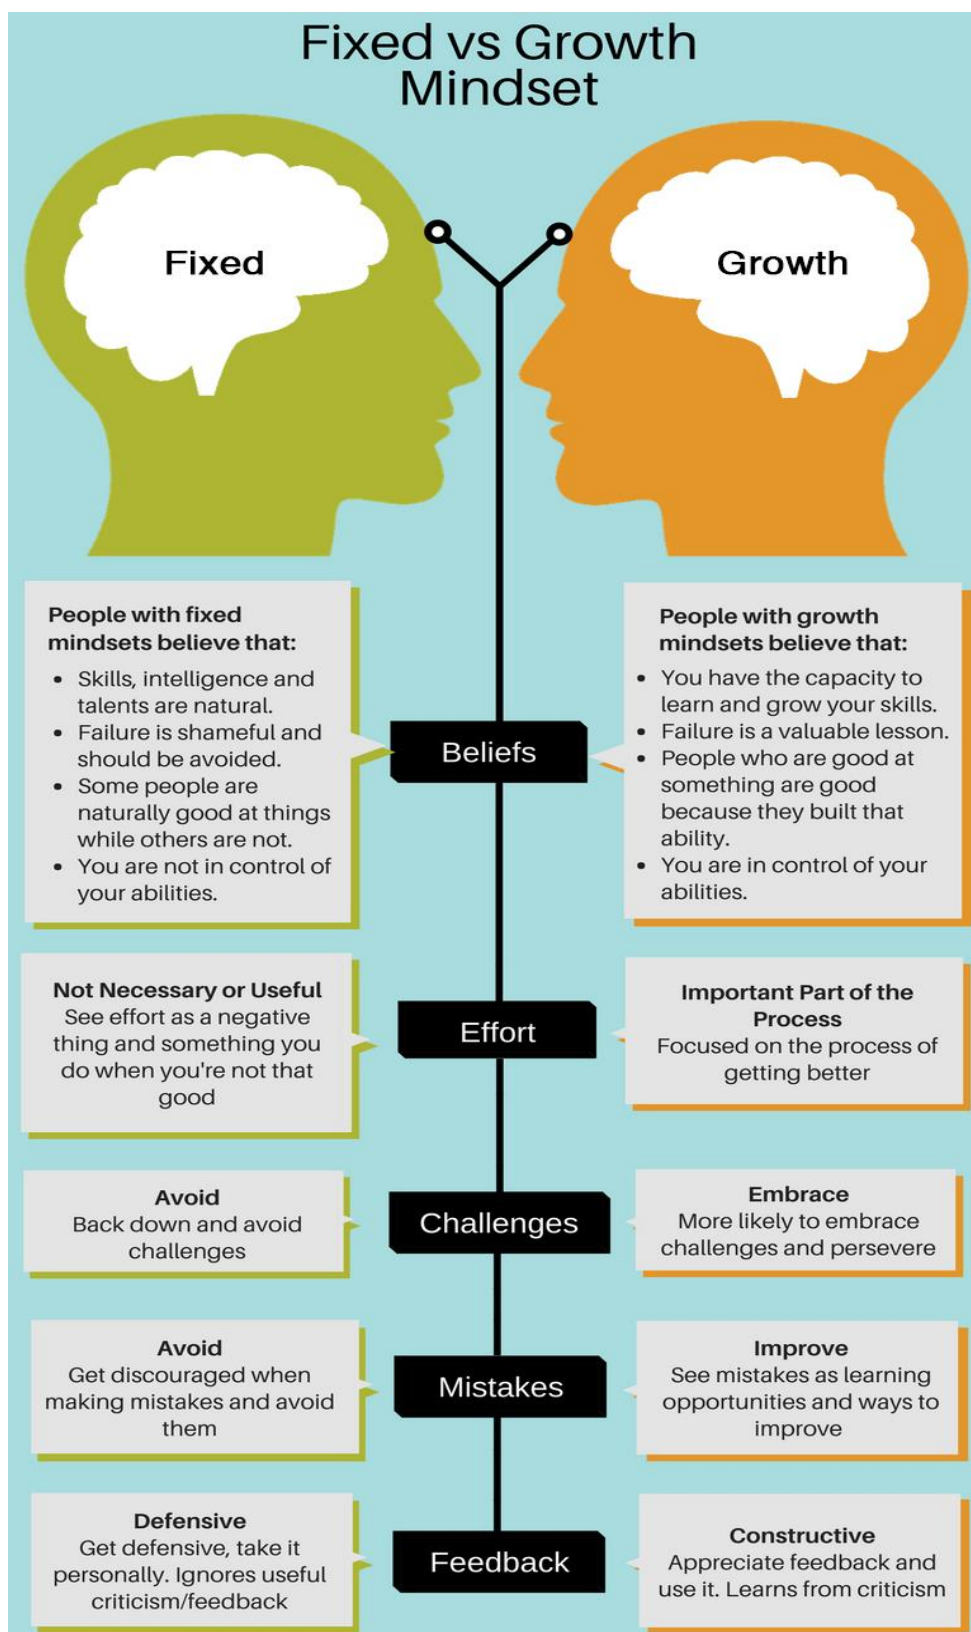 Fixed vs Growth
Mindset
Fixed
Growth
People with fixed
mindsets believe that:
• Skills, intelligence and
talents are natural.
• Failure is shameful and
should be avoided.
• Some people are
naturally good at things
while others are not.
• You are not in control of
your abilities.
Beliefs
People with growth
mindsets believe that:
• You have the capacity to
learn and grow your skills.
• Failure is a valuable lesson.
• People who are good at
something are good
because they built that
ability.
• You are in control of your
abilities.
Not Necessary or Useful
See effort as a negative
thing and something you
do when you're not that
good
Effort
Important Part of the
Process
Focused on the process of
getting better
Avoid
Back down and avoid
challenges
Challenges
Embrace
More likely to embrace
challenges and persevere
Avoid
Get discouraged when
making mistakes and avoid
them
Mistakes
Improve
See mistakes as learning
opportunities and ways to
improve
Defensive
Get defensive, take it
personally. Ignores useful
criticism/feedback
Feedback
Constructive
Appreciate feedback and
use it. Learns from criticism